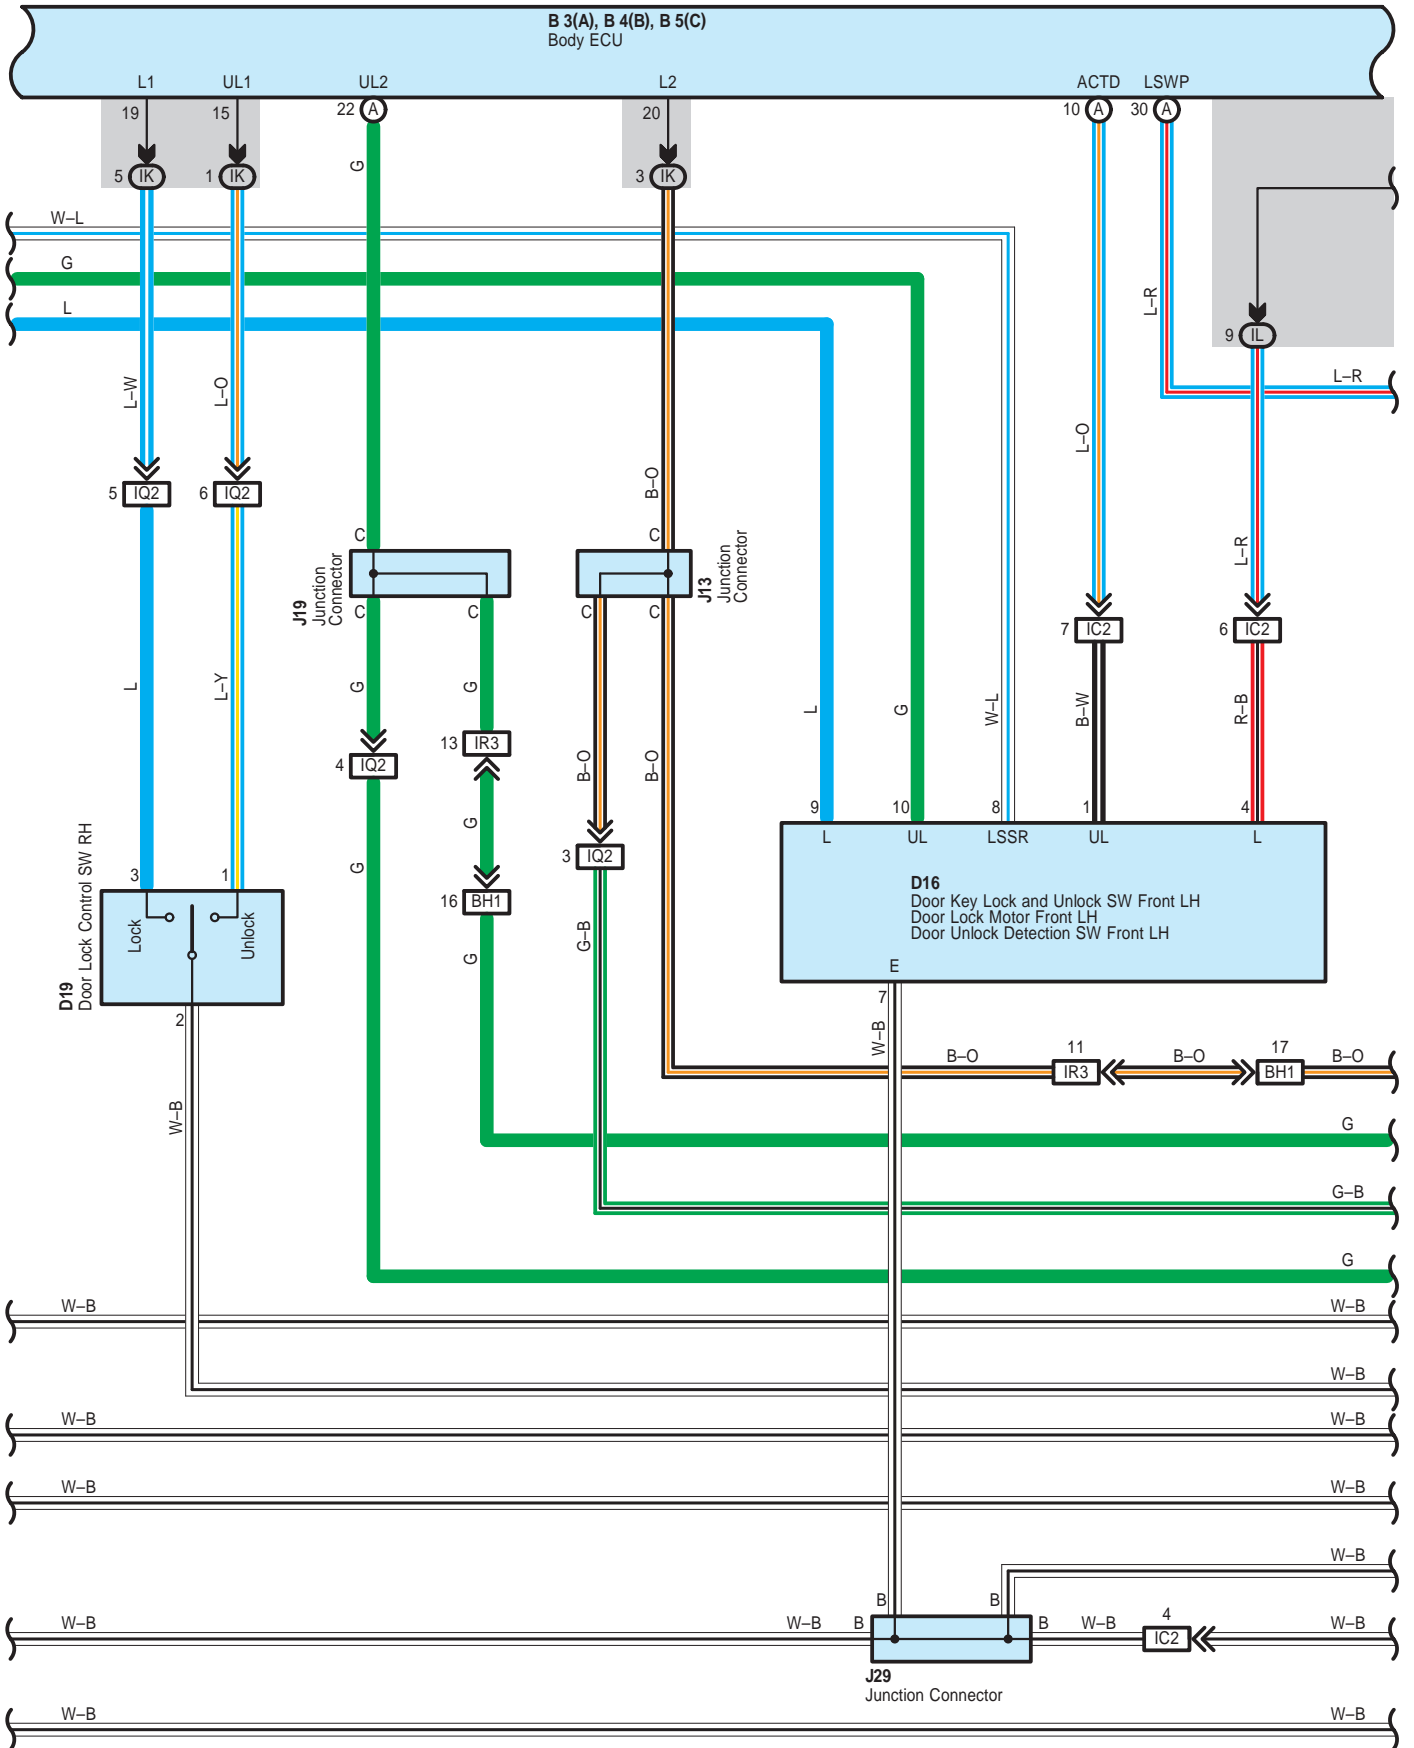 B 3(A), B 4(B), B 5(C)
Body ECU
L1
UL1
UL2
L2
ACTD
LSWP
19
15
22
A
20
10
A
30
A
5
IK
1
IK
3
IK
G
W–L
G
L
L–R
9
IL
L–W
L–O
L–R
L–O
B–O
5
IQ2
6
IQ2
C
C
L–R
J19
Junction
Connector
J13
Junction
Connector
C
C
C
C
7
IC2
6
IC2
L
L–Y
G
G
L
G
W–L
B–W
R–B
13
IR3
4
IQ2
B–O
B–O
9
10
8
1
4
G
L
UL
LSSR
UL
L
3
IQ2
G
D19
Door Lock Control SW RH
3
1
Lock
Unlock
16
BH1
D16
Door Key Lock and Unlock SW Front LH
Door Lock Motor Front LH
Door Unlock Detection SW Front LH
G–B
G
E
7
2
W–B
B–O
11
IR3
B–O
17
BH1
B–O
W–B
G
G–B
G
W–B
W–B
W–B
W–B
W–B
W–B
W–B
W–B
B
B
W–B
W–B
B
B
W–B
4
IC2
W–B
J29
Junction Connector
W–B
W–B